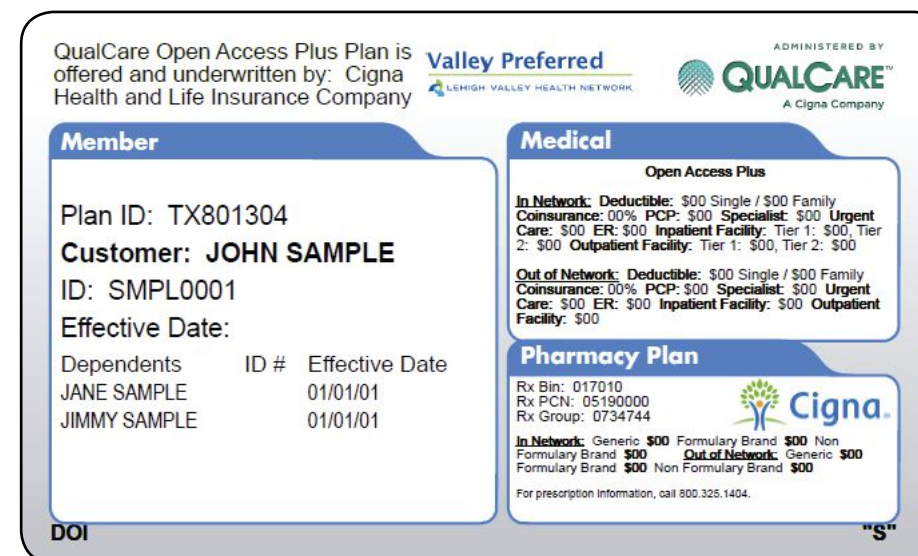 QualCare Open Access Plus Plan is
offered and underwritten by: Cigna
Health and Life Insurance Company
Valley Preferred
LEHIGH VALLEY HEALTH NETWORK
ADMINISTERED BY
QUALCARE™
A Cigna Company
Member
Plan ID: TX801304
Customer: JOHN SAMPLE
ID: SMPL0001
Effective Date:
Dependents ID # Effective Date
JANE SAMPLE 01/01/01
JIMMY SAMPLE 01/01/01
Medical
Open Access Plus
In Network: Deductible: $00 Single / $00 Family
Coinsurance: 00% PCP: $00 Specialist: $00 Urgent
Care: $00 ER: $00 Inpatient Facility: Tier 1: $00, Tier
2: $00 Outpatient Facility: Tier 1: $00, Tier 2: $00
Out of Network: Deductible: $00 Single / $00 Family
Coinsurance: 00% PCP: $00 Specialist: $00 Urgent
Care: $00 ER: $00 Inpatient Facility: $00 Outpatient
Facility: $00
Pharmacy Plan
Rx Bin: 017010
Rx PCN: 05190000
Rx Group: 0734744
Cigna®
In Network: Generic $00 Formulary Brand $00 Non
Formulary Brand $00 Out of Network: Generic $00
Formulary Brand $00 Non Formulary Brand $00
For prescription information, call 800.325.1404.
DOI "S"